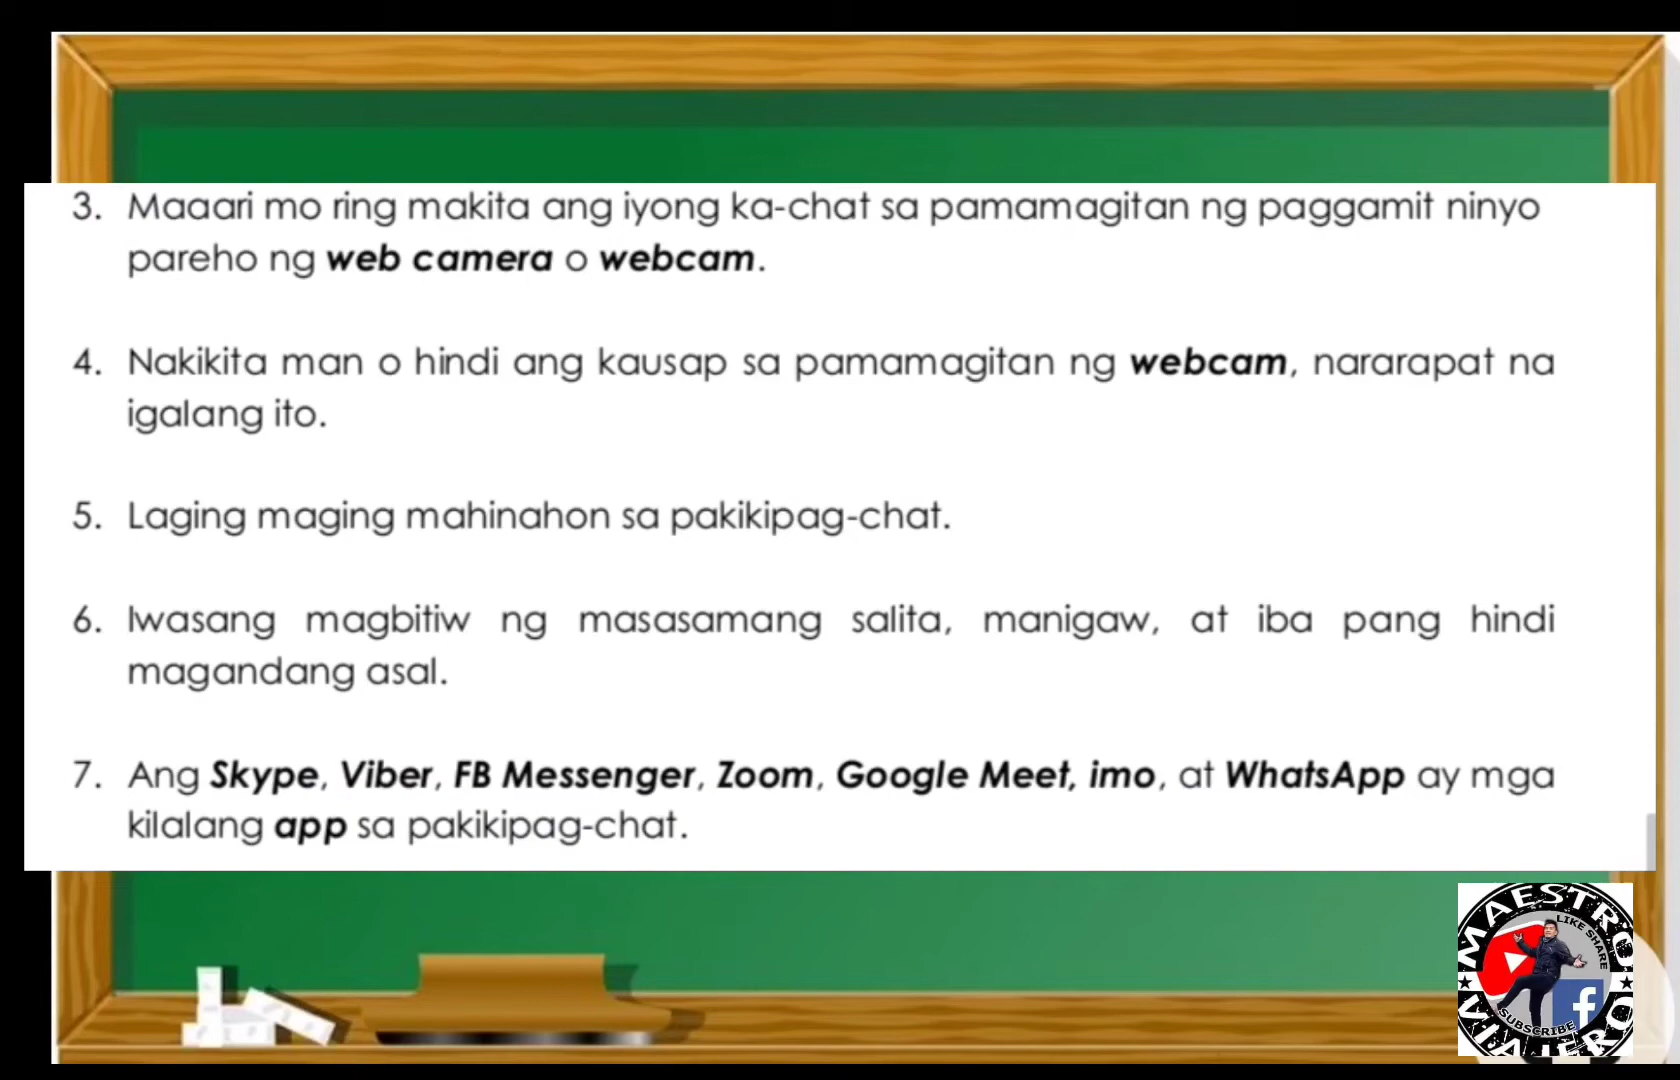 3. Maaari mo ring makita ang iyong ka-chat sa pamamagitan ng paggamit ninyo
pareho ng web camera o webcam.
4. Nakikita man o hindi ang kausap sa pamamagitan ng webcam, nararapat na
igalang ito.
5. Laging maging mahinahon sa pakikipag-chat.
6. Iwasang magbitiw ng masasamang salita, manigaw, at iba pang hindi
magandang asal.
7. Ang Skype, Viber, FB Messenger, Zoom, Google Meet, imo, at WhatsApp ay mga
kilalang app sa pakikipag-chat.
MAESTRO
LIKE SHARE
f
SUBSCRIBE
VIAJERO